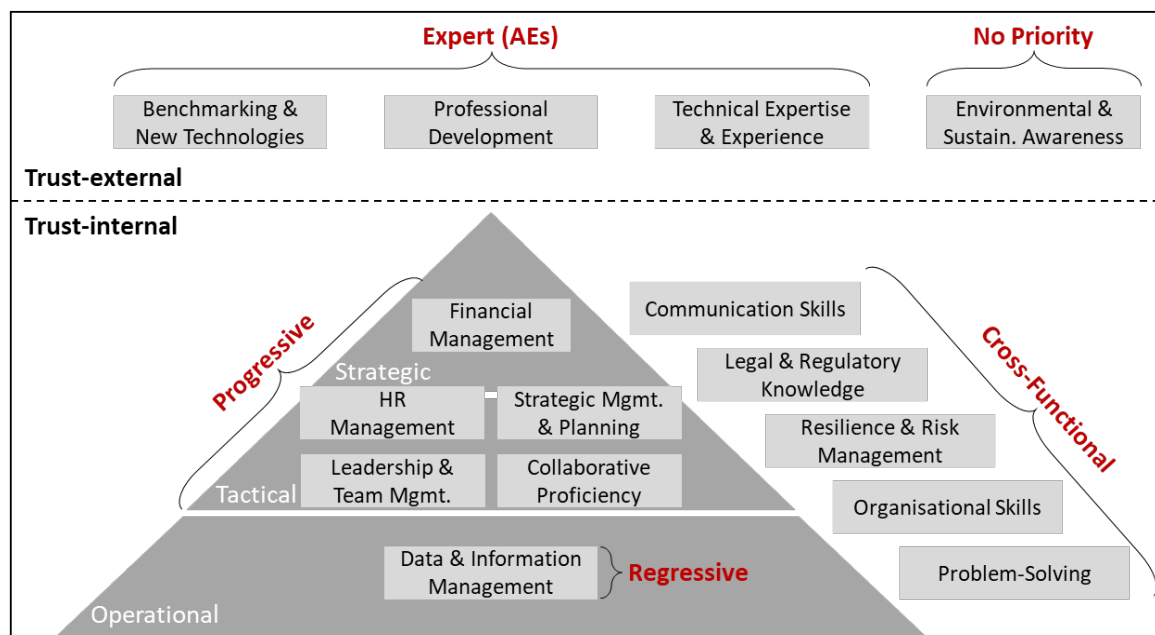 Expert (AEs)
No Priority
Benchmarking &
New Technologies
Professional
Development
Technical Expertise
& Experience
Environmental &
Sustain. Awareness
Trust-external
Trust-internal
Progressive
Financial
Management
Strategic
HR
Management
Strategic Mgmt.
& Planning
Leadership &
Team Mgmt.
Collaborative
Proficiency
Tactical
Data & Information
Management
Regressive
Operational
Communication Skills
Legal & Regulatory
Knowledge
Resilience & Risk
Management
Organisational Skills
Problem-Solving
Cross-Functional